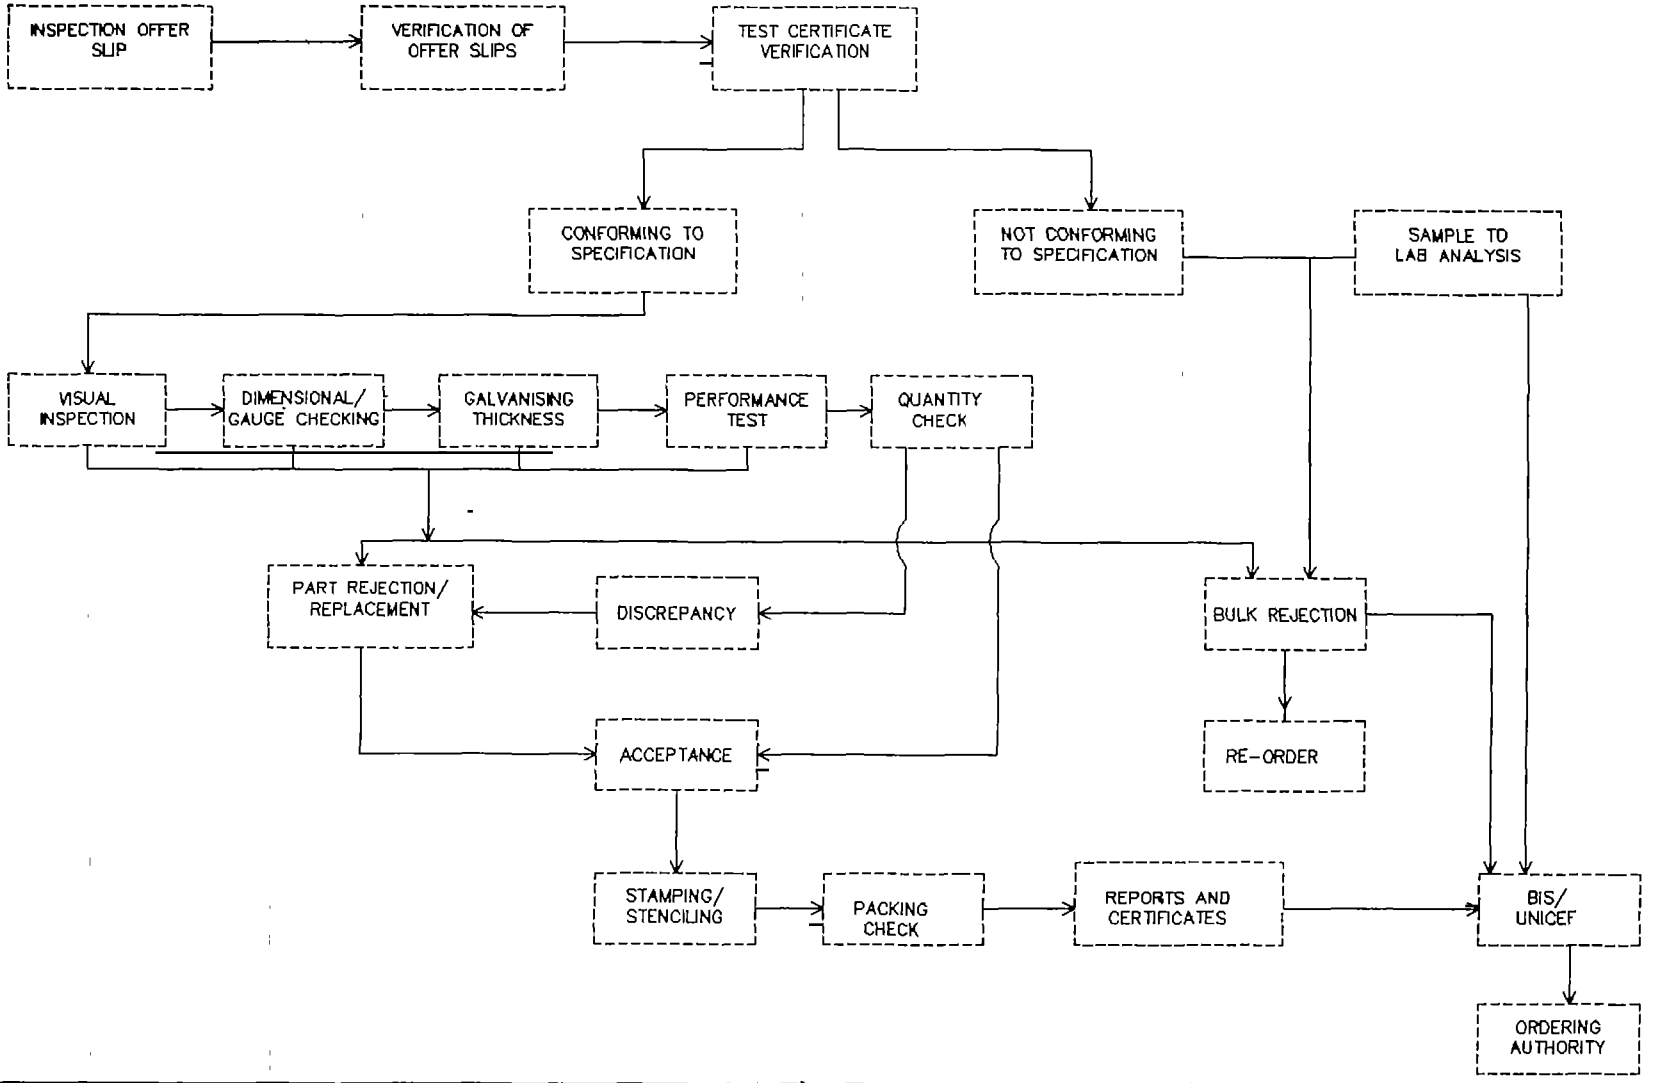 INSPECTION OFFER
SLIP
VERIFICATION OF
OFFER SLIPS
TEST CERTIFICATE
VERIFICATION
CONFORMING TO
SPECIFICATION
NOT CONFORMING
TO SPECIFICATION
SAMPLE TO
LAB ANALYSIS
VISUAL
INSPECTION
DIMENSIONAL/
GAUGE CHECKING
GALVANISING
THICKNESS
PERFORMANCE
TEST
QUANTITY
CHECK
PART REJECTION/
REPLACEMENT
DISCREPANCY
BULK REJECTION
ACCEPTANCE
RE-ORDER
STAMPING/
STENCILING
PACKING
CHECK
REPORTS AND
CERTIFICATES
BIS/
UNICEF
ORDERING
AUTHORITY